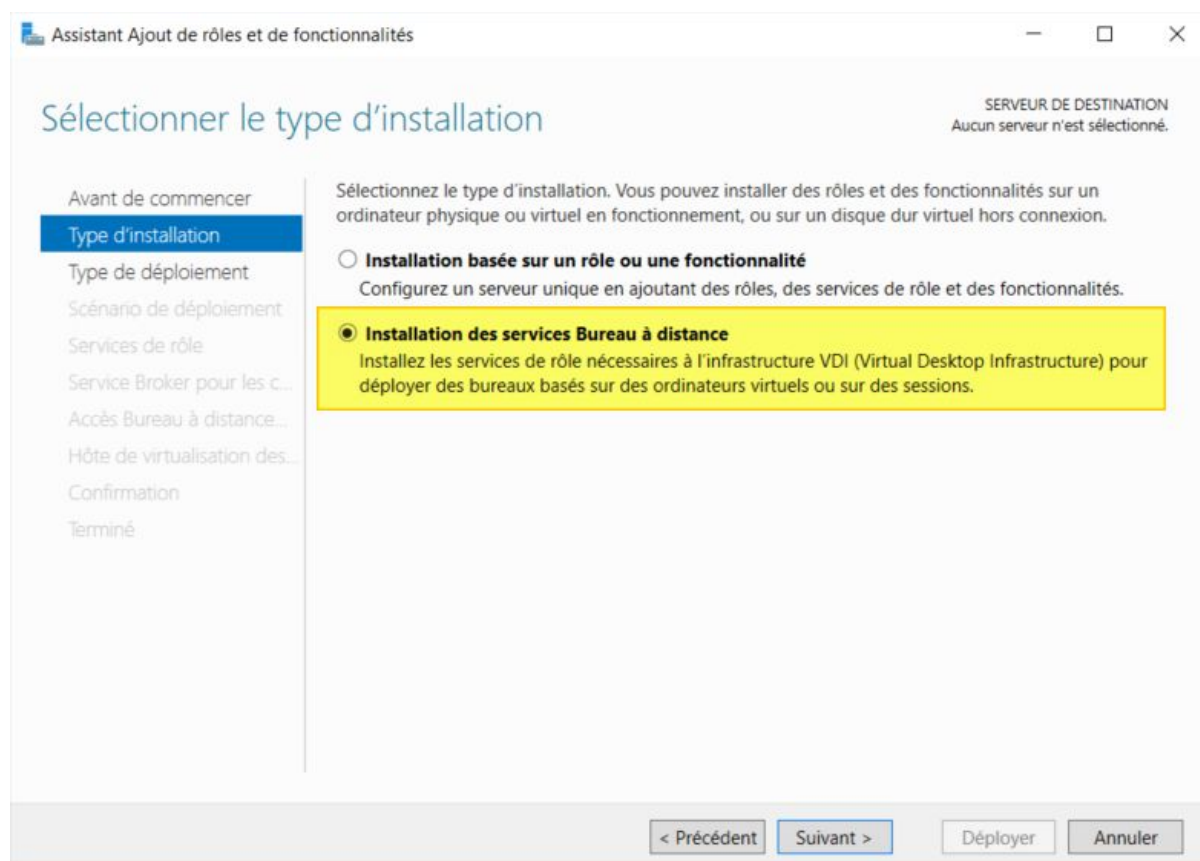 Assistant Ajout de rôles et de fonctionnalités
Sélectionner le type d'installation
SERVEUR DE DESTINATION
Aucun serveur n'est sélectionné.
Avant de commencer
Type d'installation
Type de déploiement
Scénario de déploiement
Services de rôle
Service Broker pour les c...
Accès Bureau à distance...
Hôte de virtualisation des...
Confirmation
Terminé
Sélectionnez le type d'installation. Vous pouvez installer des rôles et des fonctionnalités sur un
ordinateur physique ou virtuel en fonctionnement, ou sur un disque dur virtuel hors connexion.
Installation basée sur un rôle ou une fonctionnalité
Configurez un serveur unique en ajoutant des rôles, des services de rôle et des fonctionnalités.
Installation des services Bureau à distance
Installez les services de rôle nécessaires à l'infrastructure VDI (Virtual Desktop Infrastructure) pour
déployer des bureaux basés sur des ordinateurs virtuels ou sur des sessions.
< Précédent
Suivant >
Déployer
Annuler